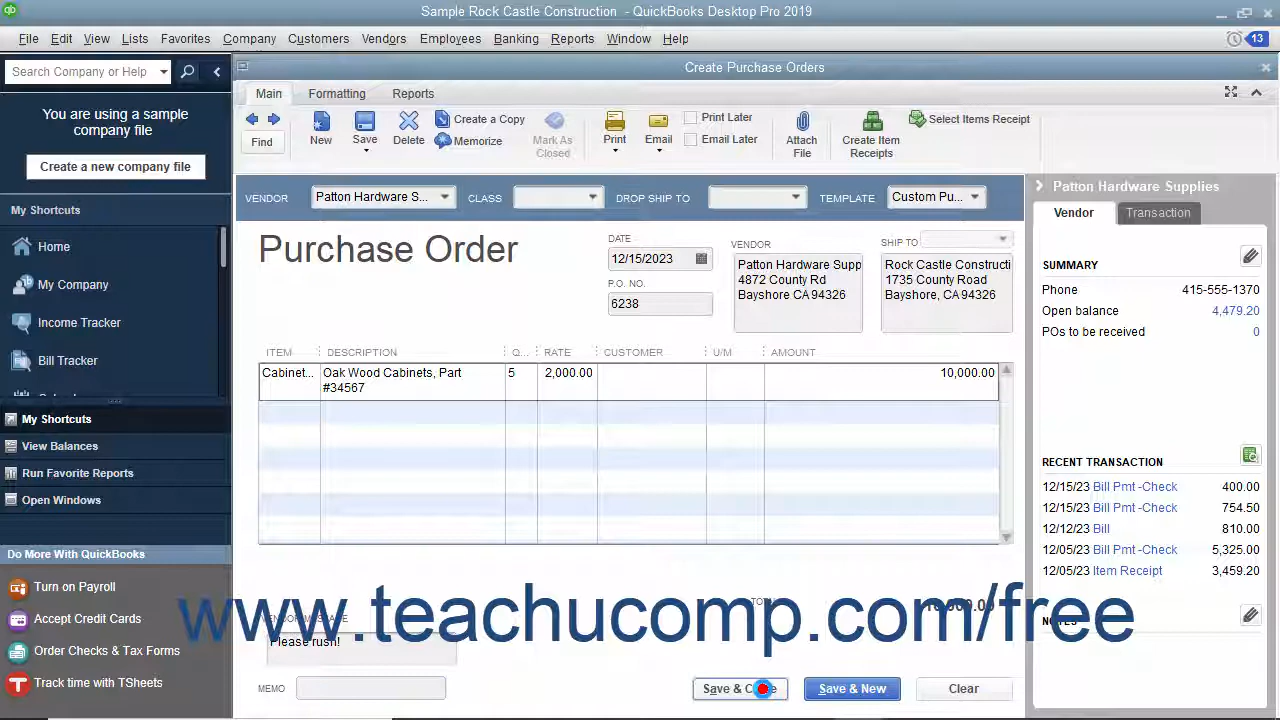 Sample Rock Castle Construction - QuickBooks Desktop Pro 2019
File Edit View Lists Favorites Company Customers Vendors Employees Banking Reports Window Help
13
Search Company or Help
Create Purchase Orders
You are using a sample
company file
Create a new company file
Main Formatting Reports
Find
New
Save
Delete
Create a Copy
Memorize
Mark As
Closed
Print
Email
Print Later
Email Later
Attach
File
Create Item
Receipts
Select Items Receipt
My Shortcuts
Home
My Company
Income Tracker
Bill Tracker
My Shortcuts
View Balances
Run Favorite Reports
Open Windows
Do More With QuickBooks
Turn on Payroll
Accept Credit Cards
Order Checks & Tax Forms
Track time with TSheets
VENDOR Patton Hardware S... CLASS DROP SHIP TO TEMPLATE Custom Pu...
Purchase Order
DATE
12/15/2023
P.O. NO.
6238
VENDOR
Patton Hardware Supp
4872 County Rd
Bayshore CA 94326
SHIP TO
Rock Castle Constructi
1735 County Road
Bayshore, CA 94326
ITEM DESCRIPTION Q... RATE CUSTOMER U/M AMOUNT
Cabinet... Oak Wood Cabinets, Part 5 2,000.00 10,000.00
#34567
www.teachucomp.com/free
VENDOR MESSAGE
Please rush!
MEMO
Save & New
Clear
Patton Hardware Supplies
Vendor Transaction
SUMMARY
Phone 415-555-1370
Open balance 4,479.20
POs to be received 0
RECENT TRANSACTION
12/15/23 Bill Pmt -Check 400.00
12/15/23 Bill Pmt -Check 754.50
12/12/23 Bill 810.00
12/05/23 Bill Pmt -Check 5,325.00
12/05/23 Item Receipt 3,459.20
NOTES